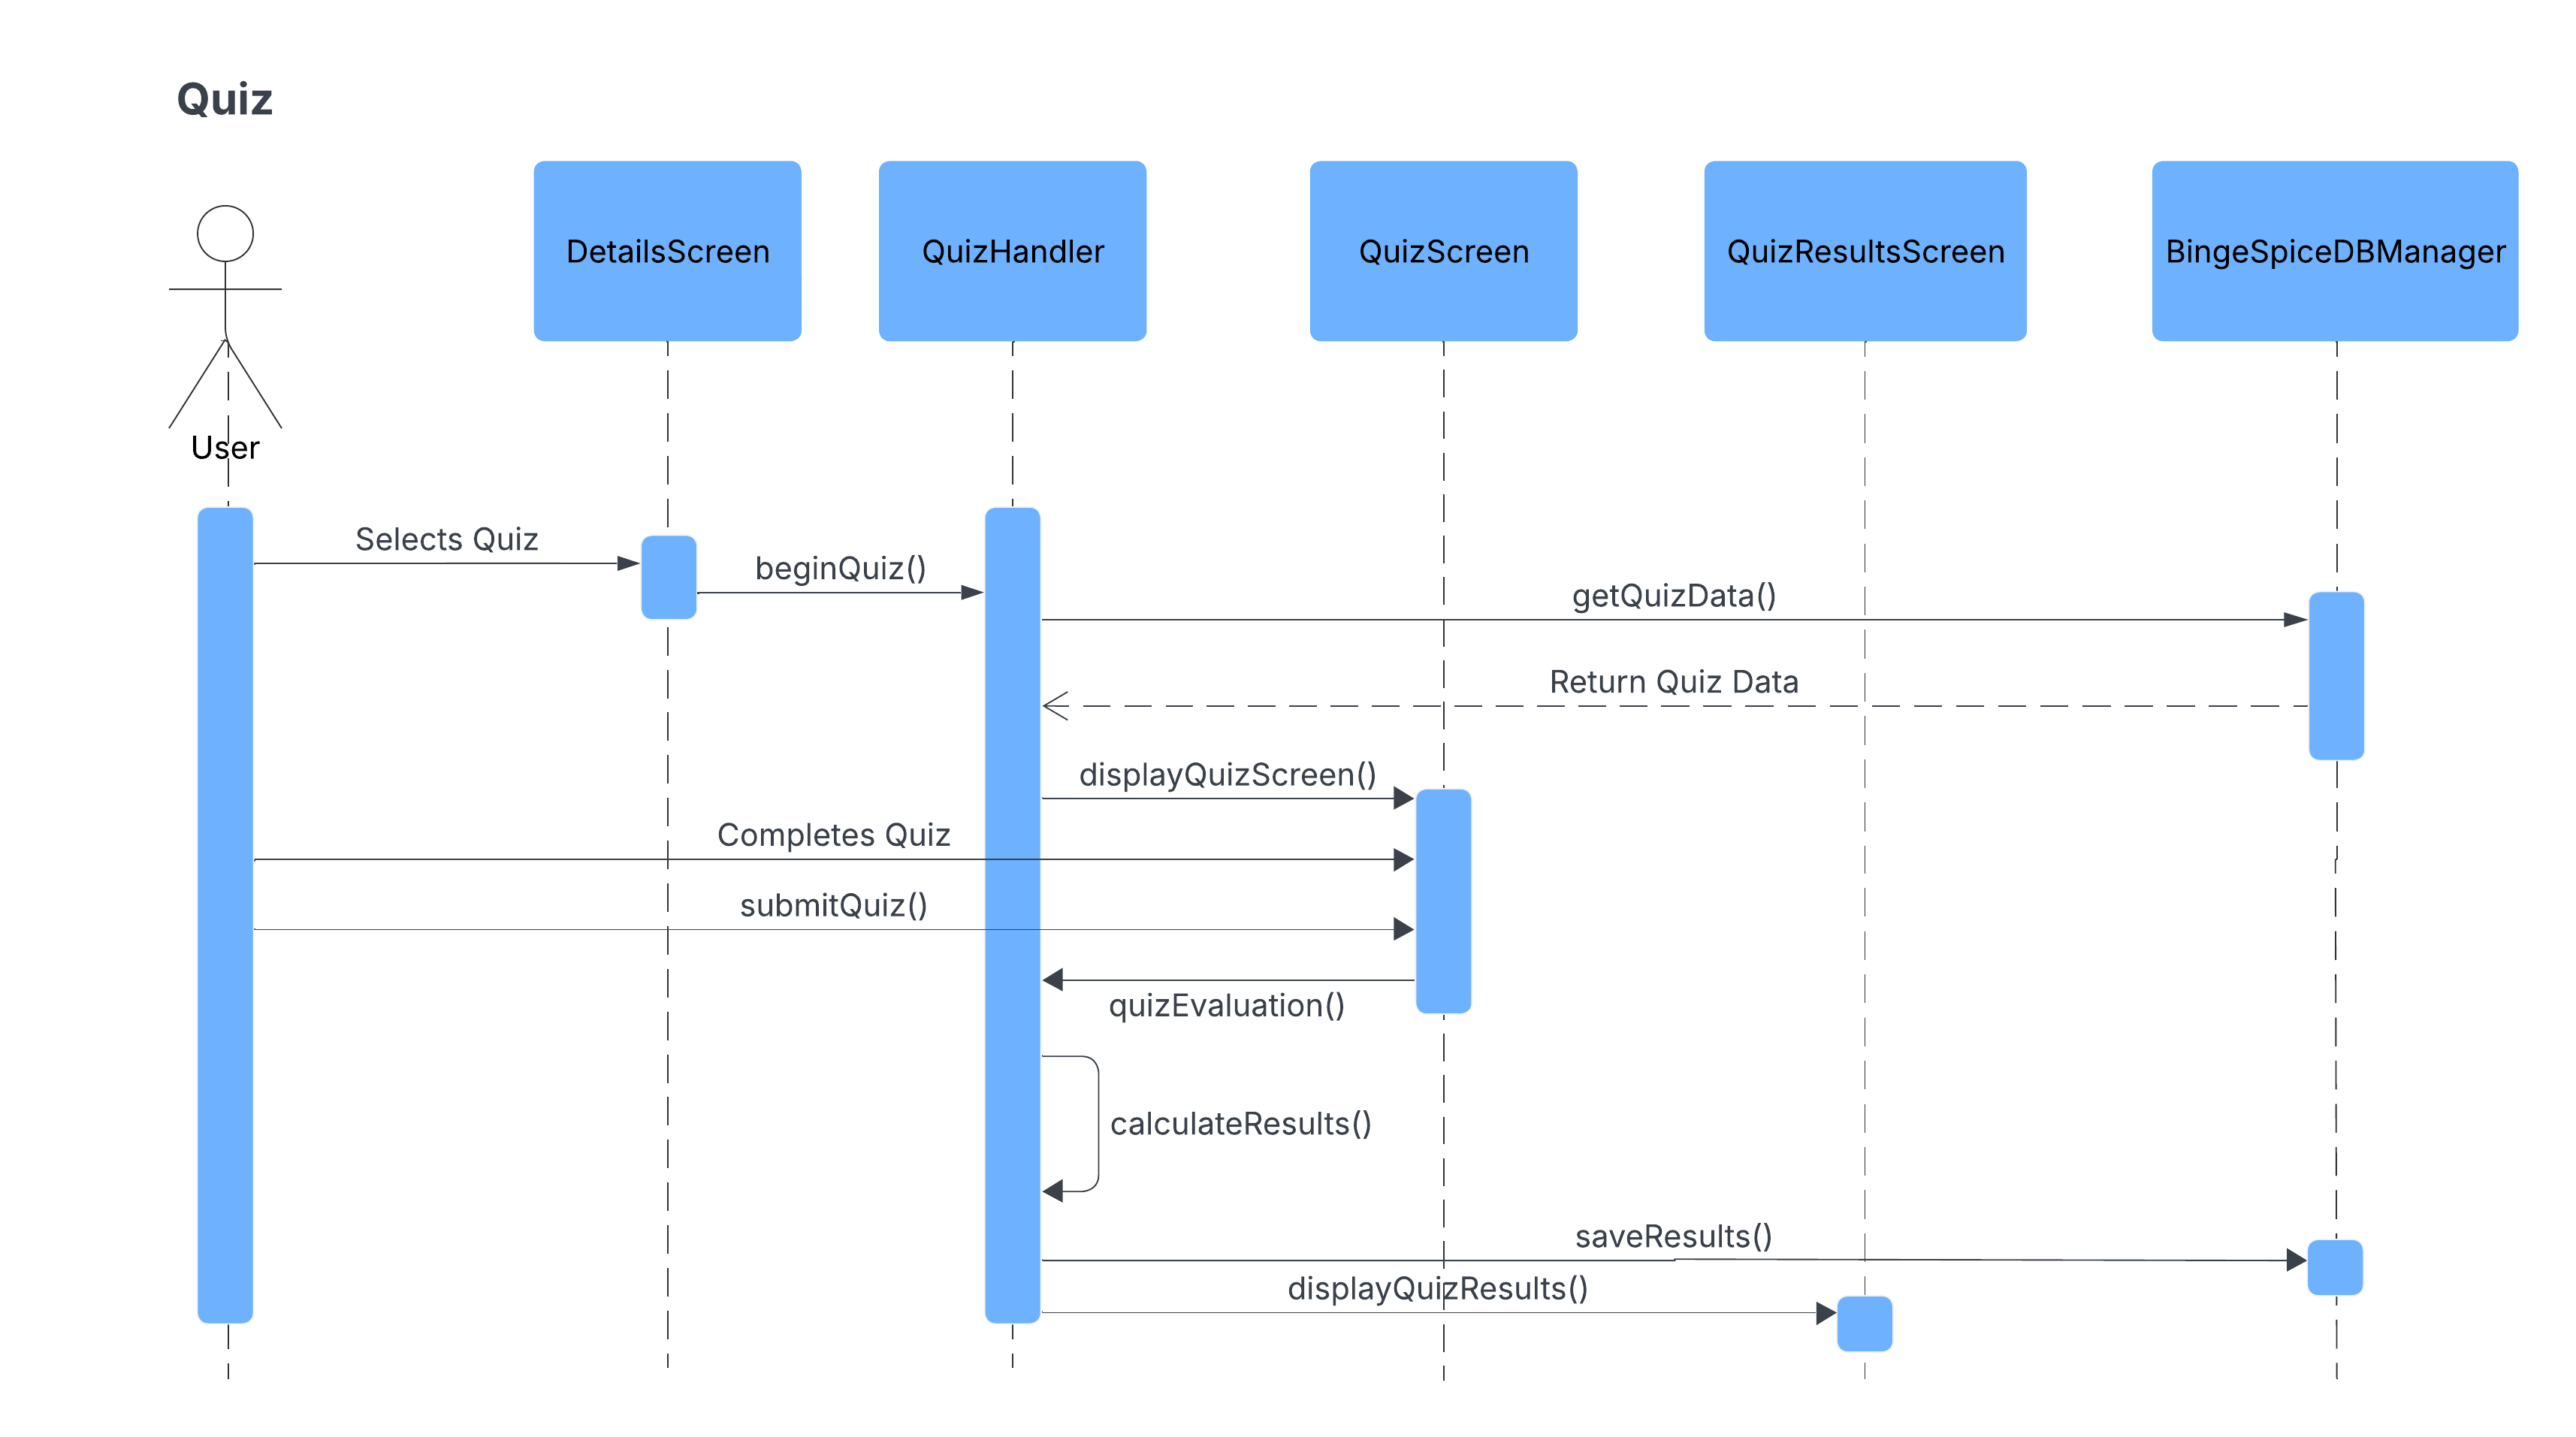 Quiz
DetailsScreen
QuizHandler
QuizScreen
QuizResultsScreen
BingeSpiceDBManager
User
Selects Quiz
beginQuiz()
getQuizData()
Return Quiz Data
displayQuizScreen()
Completes Quiz
submitQuiz()
quizEvaluation()
calculateResults()
saveResults()
displayQuizResults()